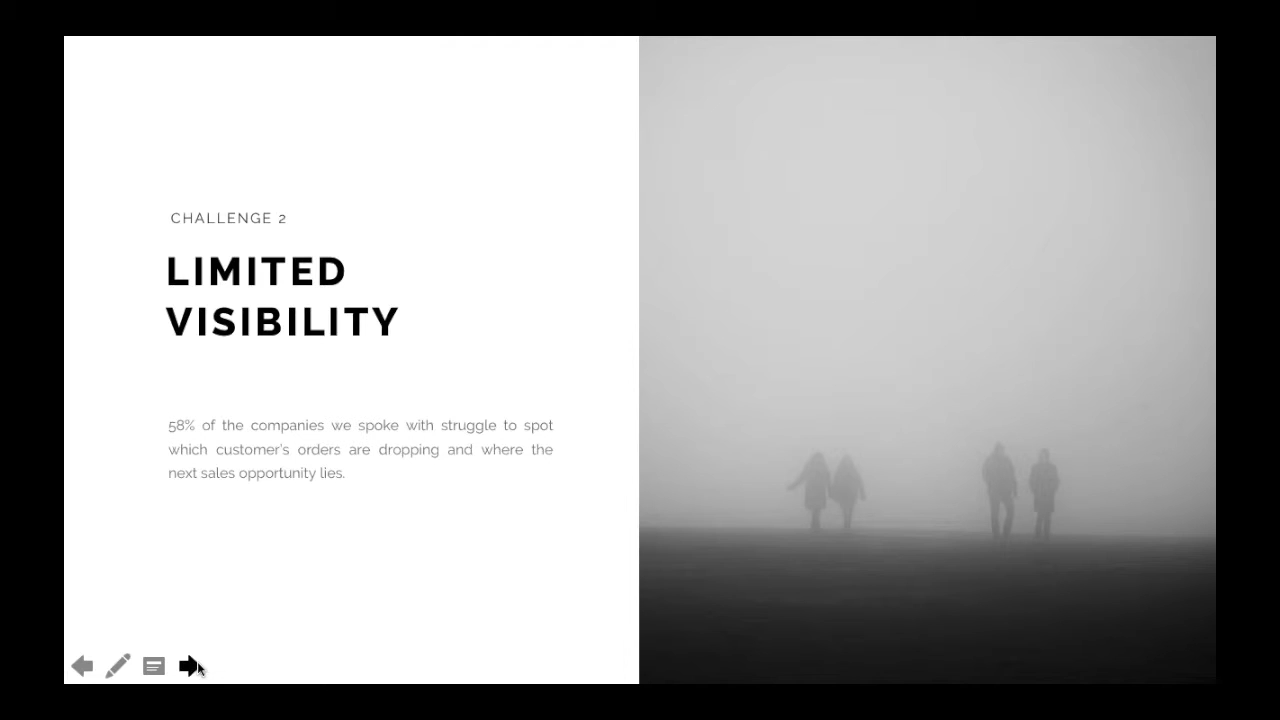 CHALLENGE 2
LIMITED
VISIBILITY
58% of the companies we spoke with struggle to spot
which customer's orders are dropping and where the
next sales opportunity lies.